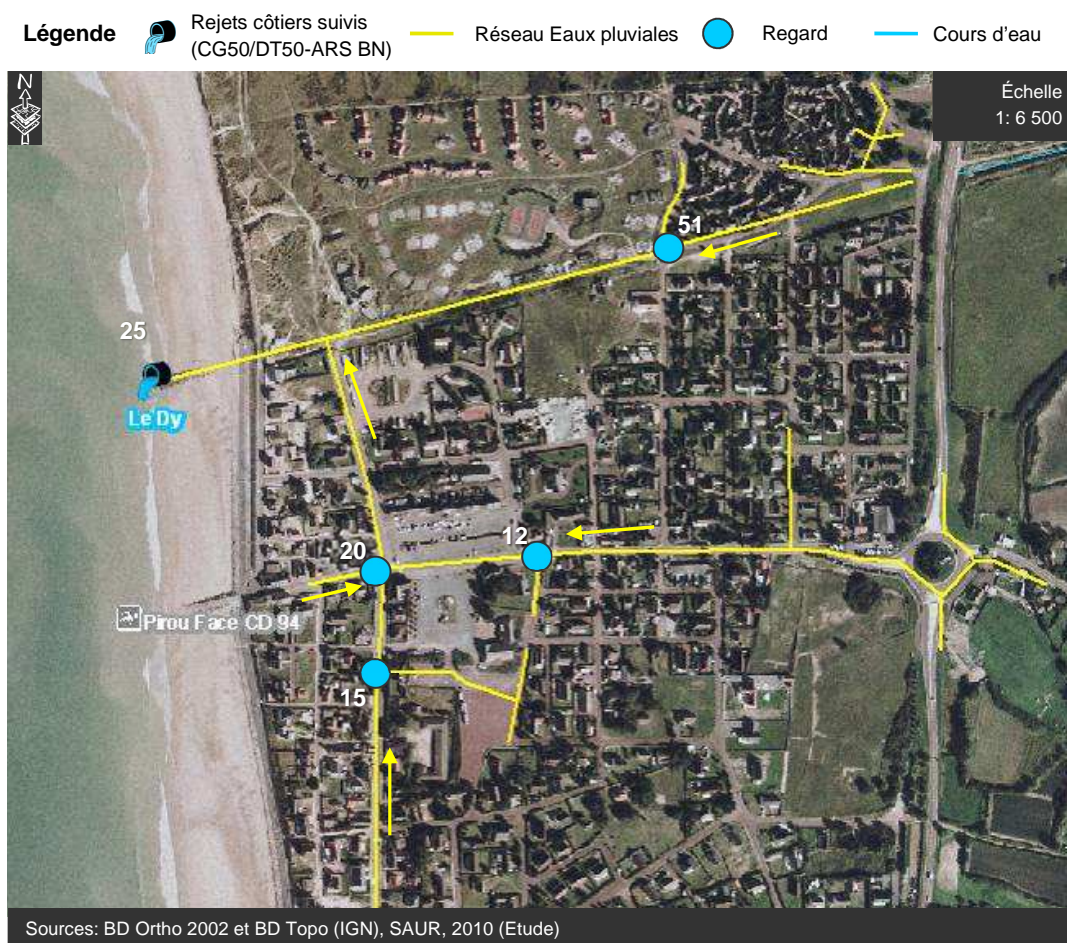 Légende
Rejets côtiers suivis
(CG50/DT50-ARS BN)
Réseau Eaux pluviales
Regard
Cours d'eau
N
Échelle
1: 6 500
51
25
Le Dy
12
20
Pirou Face CD 94
15
Sources: BD Ortho 2002 et BD Topo (IGN), SAUR, 2010 (Etude)